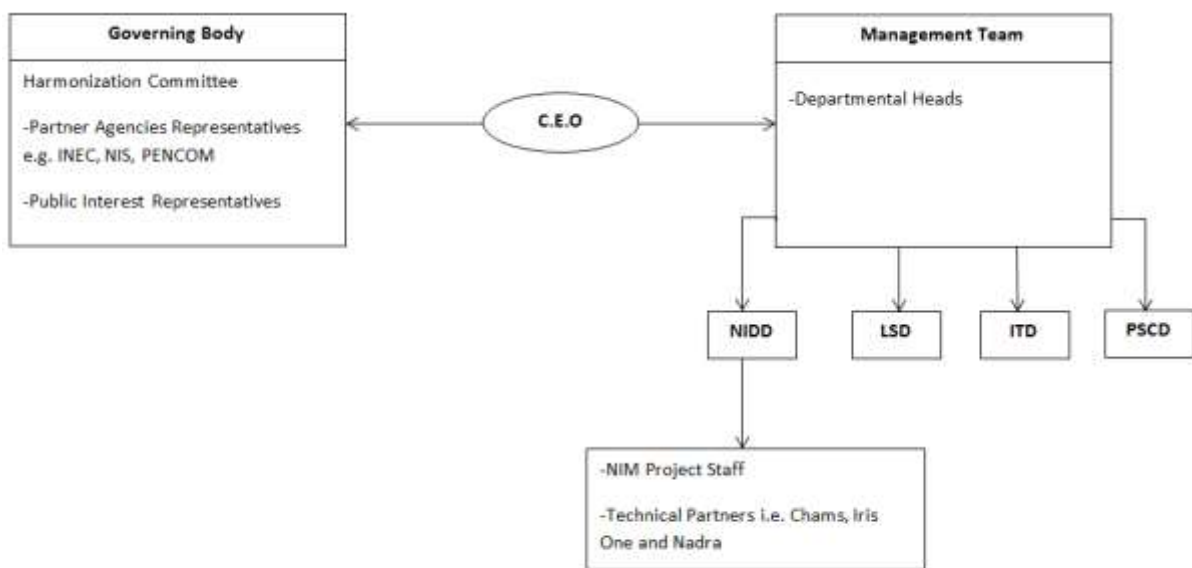 Governing Body
Harmonization Committee
-Partner Agencies Representatives
e.g. INEC, NIS, PENCOM
-Public Interest Representatives
C.E.O
Management Team
-Departmental Heads
NIDD
LSD
ITD
PSCD
-NIM Project Staff
-Technical Partners i.e. Chams, Iris
One and Nadra